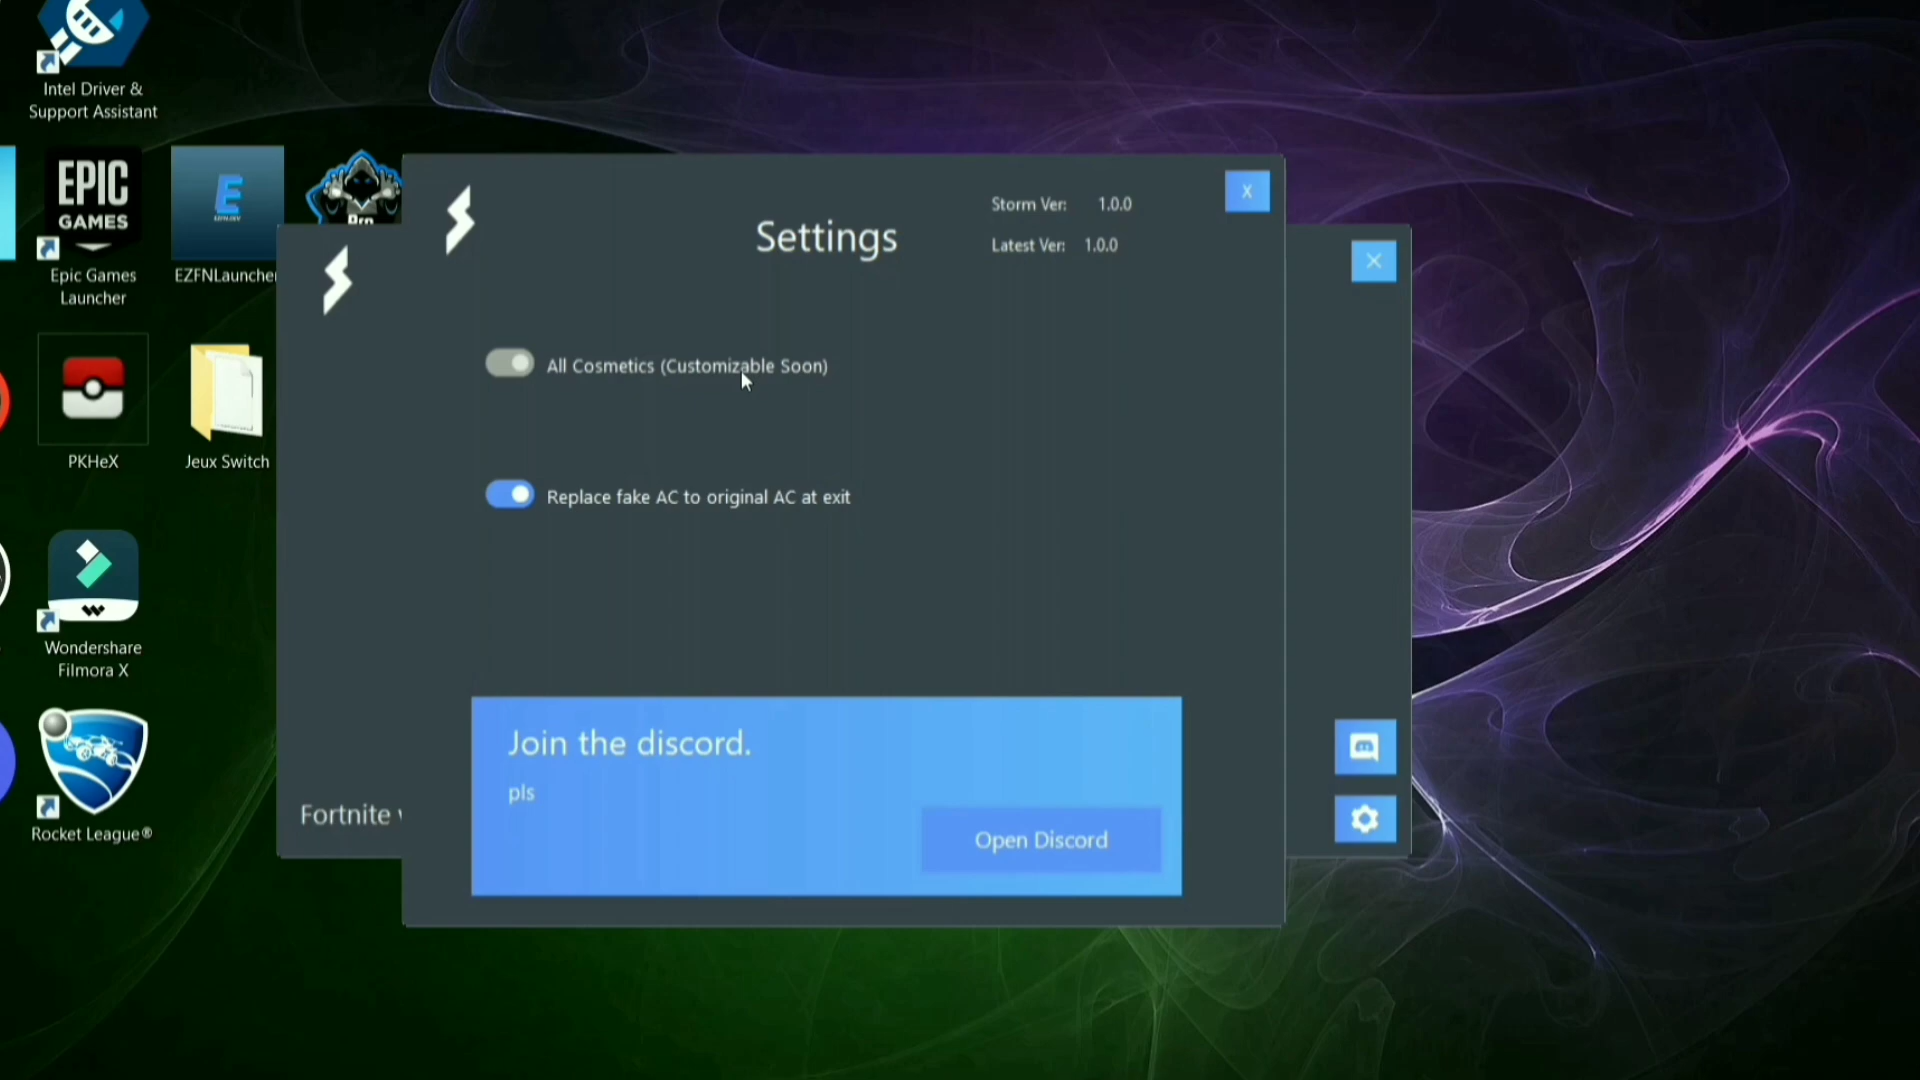 Intel Driver &
Support Assistant
EPIC
GAMES
Epic Games
Launcher
E
EZFNLauncher
Pro
PKHeX
Jeux Switch
Wondershare
Filmora X
Rocket League®
Fortnite
Settings
Storm Ver: 1.0.0
Latest Ver: 1.0.0
X
All Cosmetics (Customizable Soon)
Replace fake AC to original AC at exit
Join the discord.
pls
Open Discord